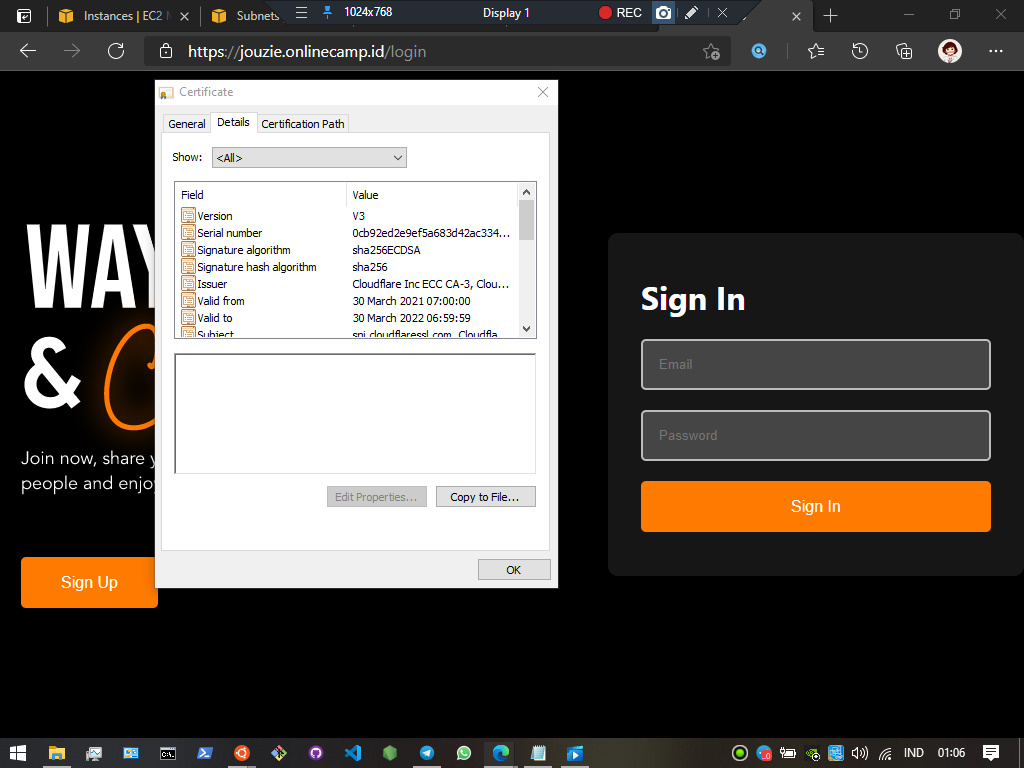 Instances | EC2
Subnets
1024x768
Display 1
REC
https://jouzie.onlinecamp.id/login
Certificate
General
Details
Certification Path
Show:
<All>
Field Value
Version V3
Serial number 0cb92ed2e9ef5a683d42ac334...
Signature algorithm sha256ECDSA
Signature hash algorithm sha256
Issuer Cloudflare Inc ECC CA-3, Clou...
Valid from 30 March 2021 07:00:00
Valid to 30 March 2022 06:59:59
Subject sni.cloudflaressl.com, Cloudfla...
Edit Properties...
Copy to File...
OK
WAY
&
Join now, share y
people and enjoy
Sign Up
Sign In
Email
Password
Sign In
IND
01:06